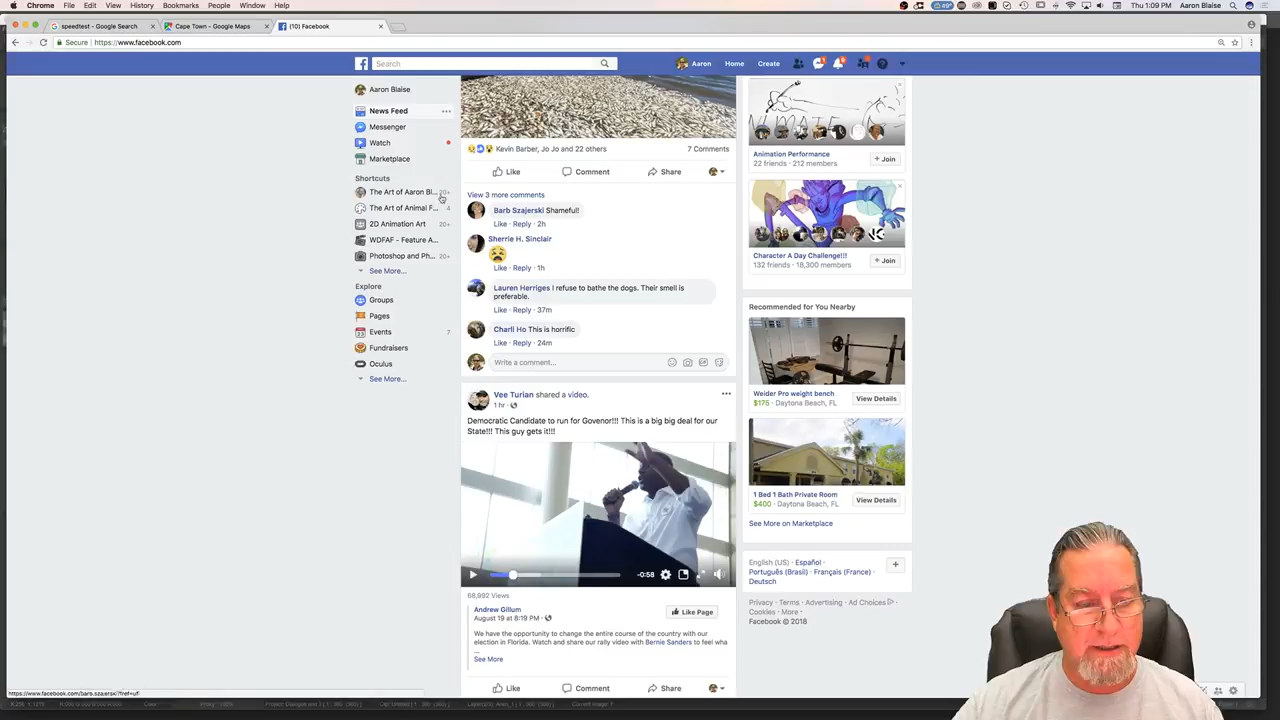 Chrome File Edit View History Bookmarks People Window Help
49° Thu 1:09 PM Aaron Blaise
speedtest - Google Search
Cape Town - Google Maps
(10) Facebook
Secure https://www.facebook.com
Search
Aaron Home Create
Aaron Blaise
News Feed
Messenger
Watch
Marketplace
Shortcuts
The Art of Aaron Bl... 20+
The Art of Animal F... 4
2D Animation Art 20+
WDFAF - Feature A...
Photoshop and Ph... 20+
See More...
Explore
Groups
Pages
Events 7
Fundraisers
Oculus
See More...
Kevin Barber, Jo Jo and 22 others 7 Comments
Like Comment Share
View 3 more comments
Barb Szajerski Shameful!!
Like · Reply · 2h
Sherrie H. Sinclair
Like · Reply · 1h
Lauren Herriges I refuse to bathe the dogs. Their smell is
preferable.
Like · Reply · 37m
Charli Ho This is horrific
Like · Reply · 24m
Write a comment...
Vee Turian shared a video.
1 hr ·
Democratic Candidate to run for Govenor!!! This is a big big deal for our
State!!! This guy gets it!!!
-0:58
Andrew Gillum
August 19 at 8:19 PM ·
Like Page
We have the opportunity to change the entire course of the country with our
election in Florida. Watch and share our rally video with Bernie Sanders to feel wha
...
See More
Like Comment Share
Animation Performance
22 friends · 212 members
+ Join
Character A Day Challenge!!!
132 friends · 18,300 members
+ Join
Recommended for You Nearby
Weider Pro weight bench
$175 · Daytona Beach, FL
View Details
1 Bed 1 Bath Private Room
$400 · Daytona Beach, FL
View Details
See More on Marketplace
English (US) · Español ·
Português (Brasil) · Français (France) ·
Deutsch
Privacy · Terms · Advertising · Ad Choices ·
Cookies · More
Facebook © 2018